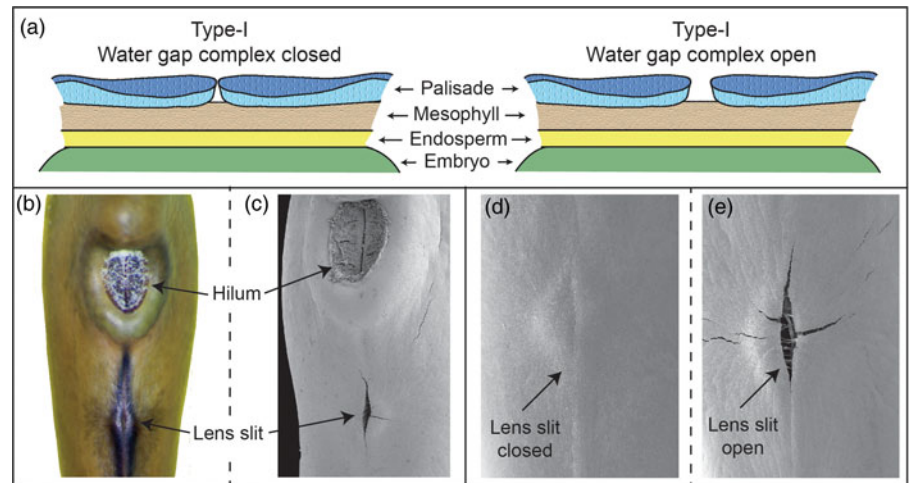 (a)
Type-I
Water gap complex closed
Type-I
Water gap complex open
Palisade
Mesophyll
Endosperm
Embryo
(b)
(c)
Hilum
Lens slit
(d)
Lens slit
closed
(e)
Lens slit
open